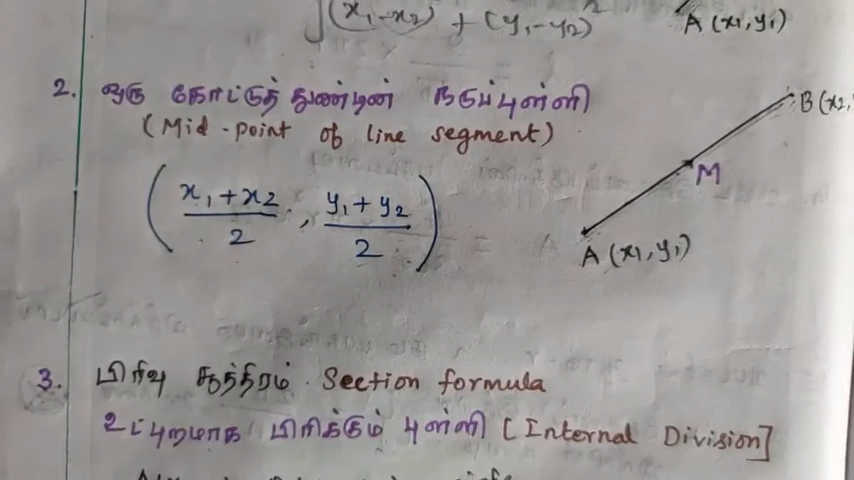 √(x₁-x₂)² + (y₁-y₂)²
A (x₁, y₁)
2. ஒரு கோட்டுத் துண்டின் நடுப்புள்ளி
(Mid-point of line segment)
B (x₂,
M
(x₁+x₂/2, y₁+y₂/2)
A (x₁, y₁)
3. பிரிவு சூத்திரம் Section formula
உட்புறமாக பிரிக்கும் புள்ளி [Internal Division]